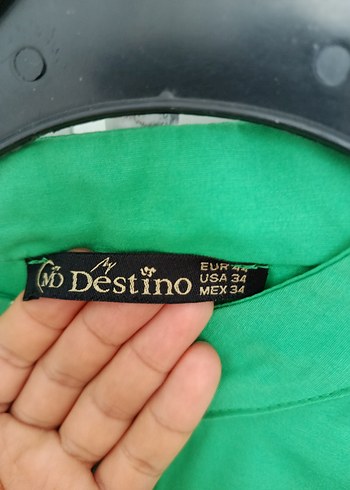 MD My Destino
EUR 44
USA 34
MEX 34